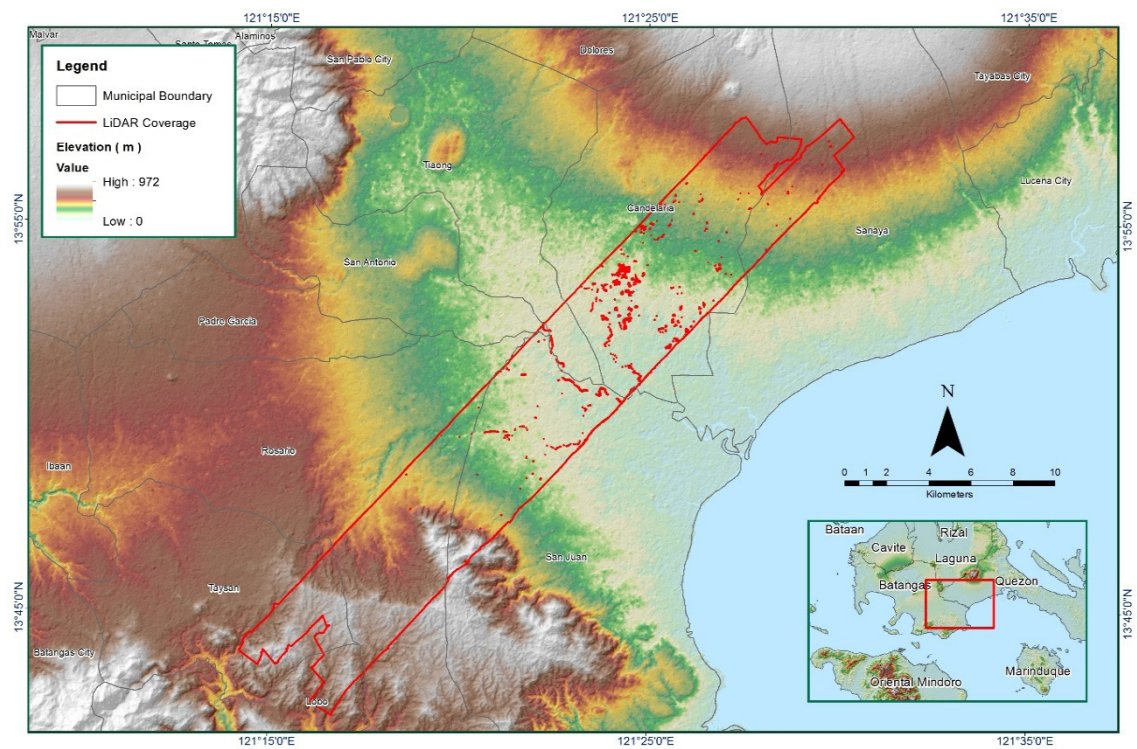 121°15'0"E
121°25'0"E
121°35'0"E
Malvar
Santo Tomas
Alaminos
San Pablo City
Dolores
Tayabas City
Legend
Municipal Boundary
LiDAR Coverage
Elevation ( m )
Value
High : 972
Low : 0
Tiaong
Lucena City
13°55'0"N
13°55'0"N
Candelaria
Sariaya
San Antonio
Padre Garcia
N
Rosario
Ibaan
0 1 2 4 6 8 10
Kilometers
San Juan
Taysan
Bataan
Rizal
Cavite
Laguna
Batangas
Quezon
Marinduque
Oriental Mindoro
13°45'0"N
13°45'0"N
Batangas City
Lobo
121°15'0"E
121°25'0"E
121°35'0"E